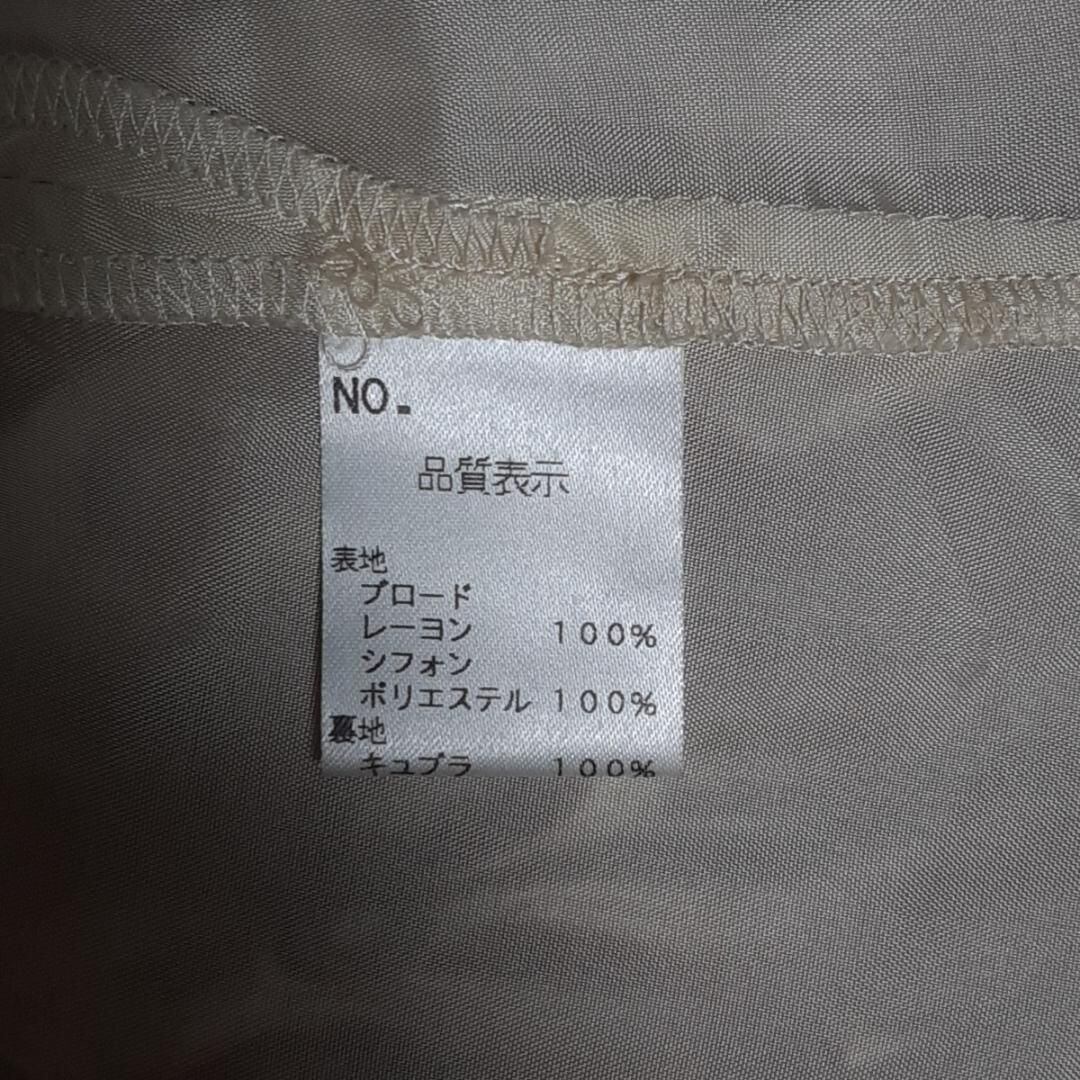 NO.
品質表示
表地
ブロード
レーヨン 100%
シフォン
ポリエステル 100%
裏地
キュプラ 100%